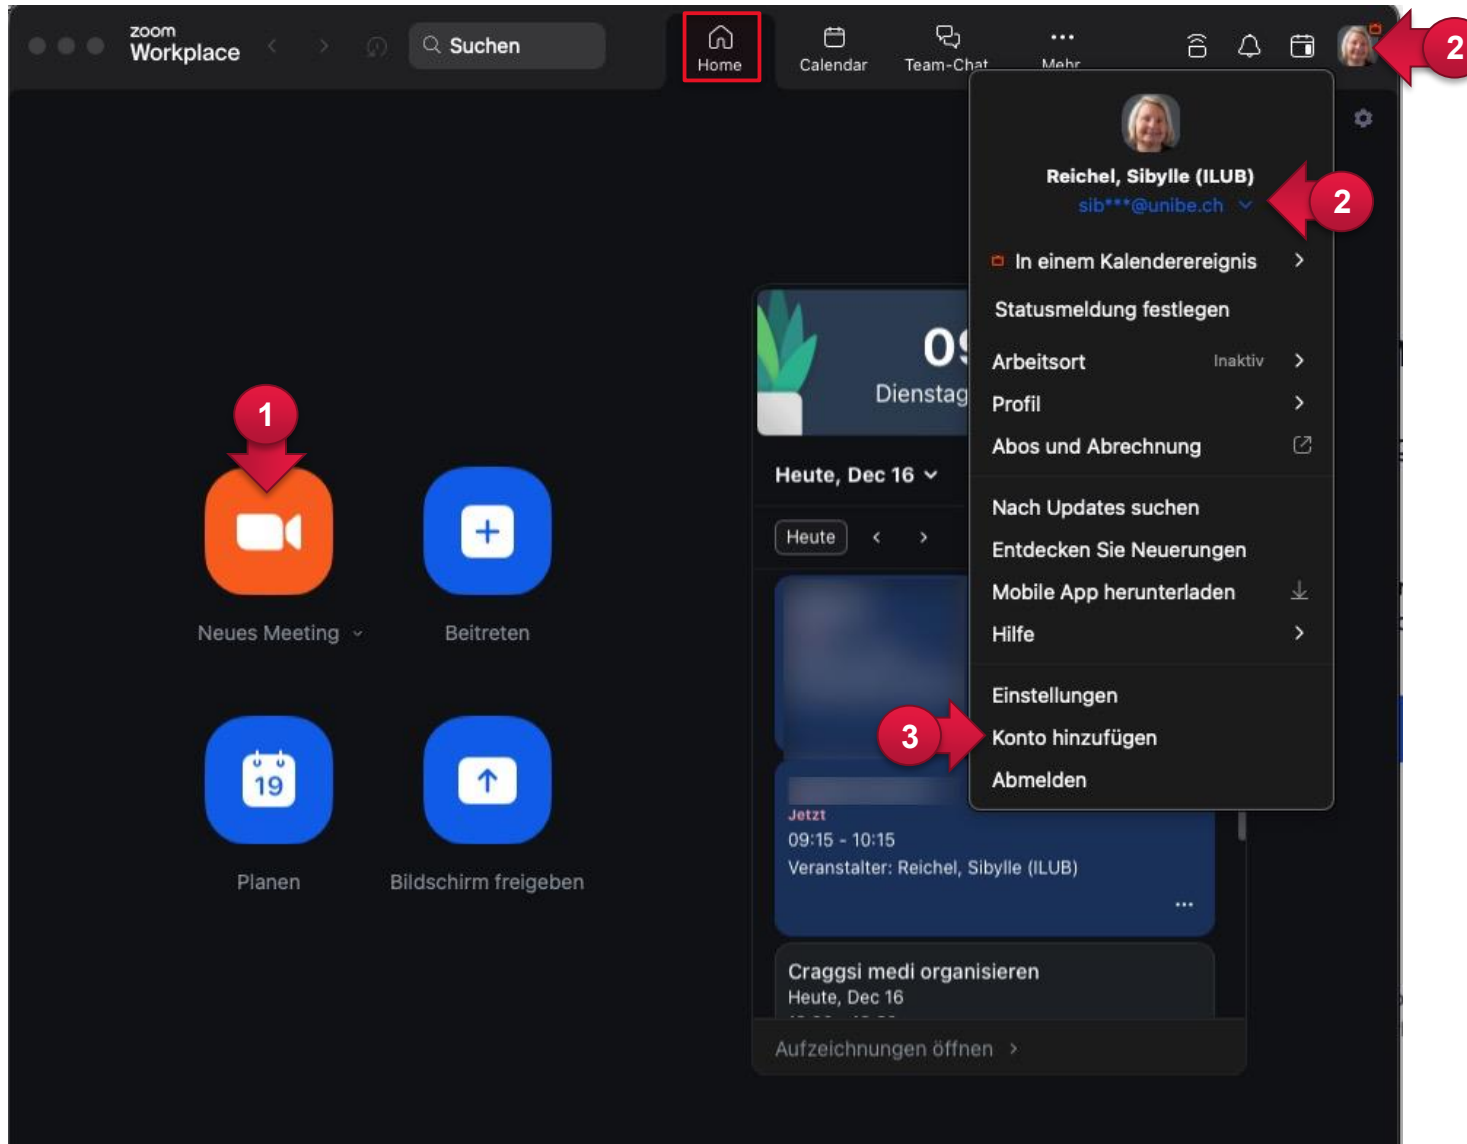 zoom
Workplace
Suchen
Home
Calendar
Team-Chat
Mehr
2
Reichel, Sibylle (ILUB)
sib***@unibe.ch
2
In einem Kalenderereignis
Statusmeldung festlegen
Arbeitsort Inaktiv
Profil
Abos und Abrechnung
Nach Updates suchen
Entdecken Sie Neuerungen
Mobile App herunterladen
Hilfe
Einstellungen
3
Konto hinzufügen
Abmelden
1
Neues Meeting
Beitreten
19
Planen
Bildschirm freigeben
Dienstag
Heute, Dec 16
Heute
Jetzt
09:15 - 10:15
Veranstalter: Reichel, Sibylle (ILUB)
Craggsi medi organisieren
Heute, Dec 16
Aufzeichnungen öffnen